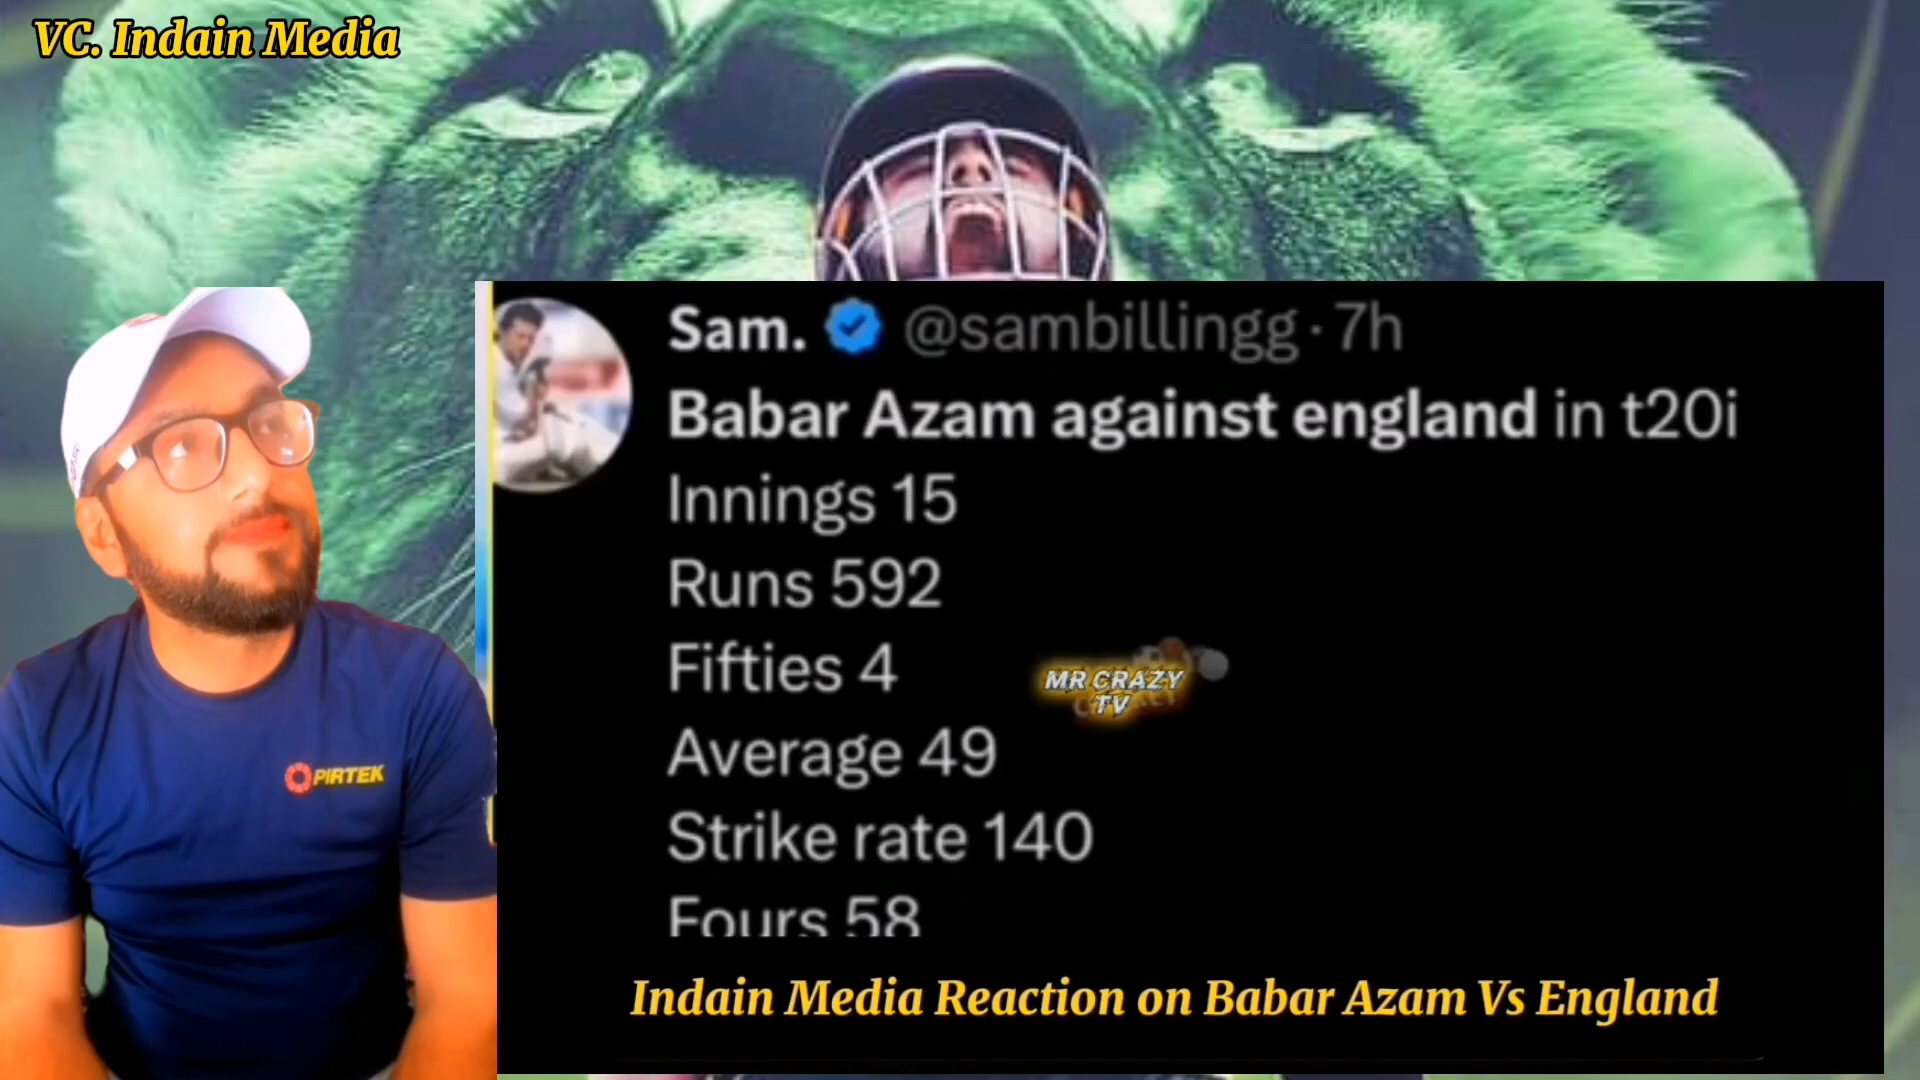 VC. Indain Media
Sam. @sambillingg · 7h
Babar Azam against england in t20i
Innings 15
Runs 592
Fifties 4
MR CRAZY
TV
Average 49
PIRTEK
Strike rate 140
Fours 58
Indain Media Reaction on Babar Azam Vs England